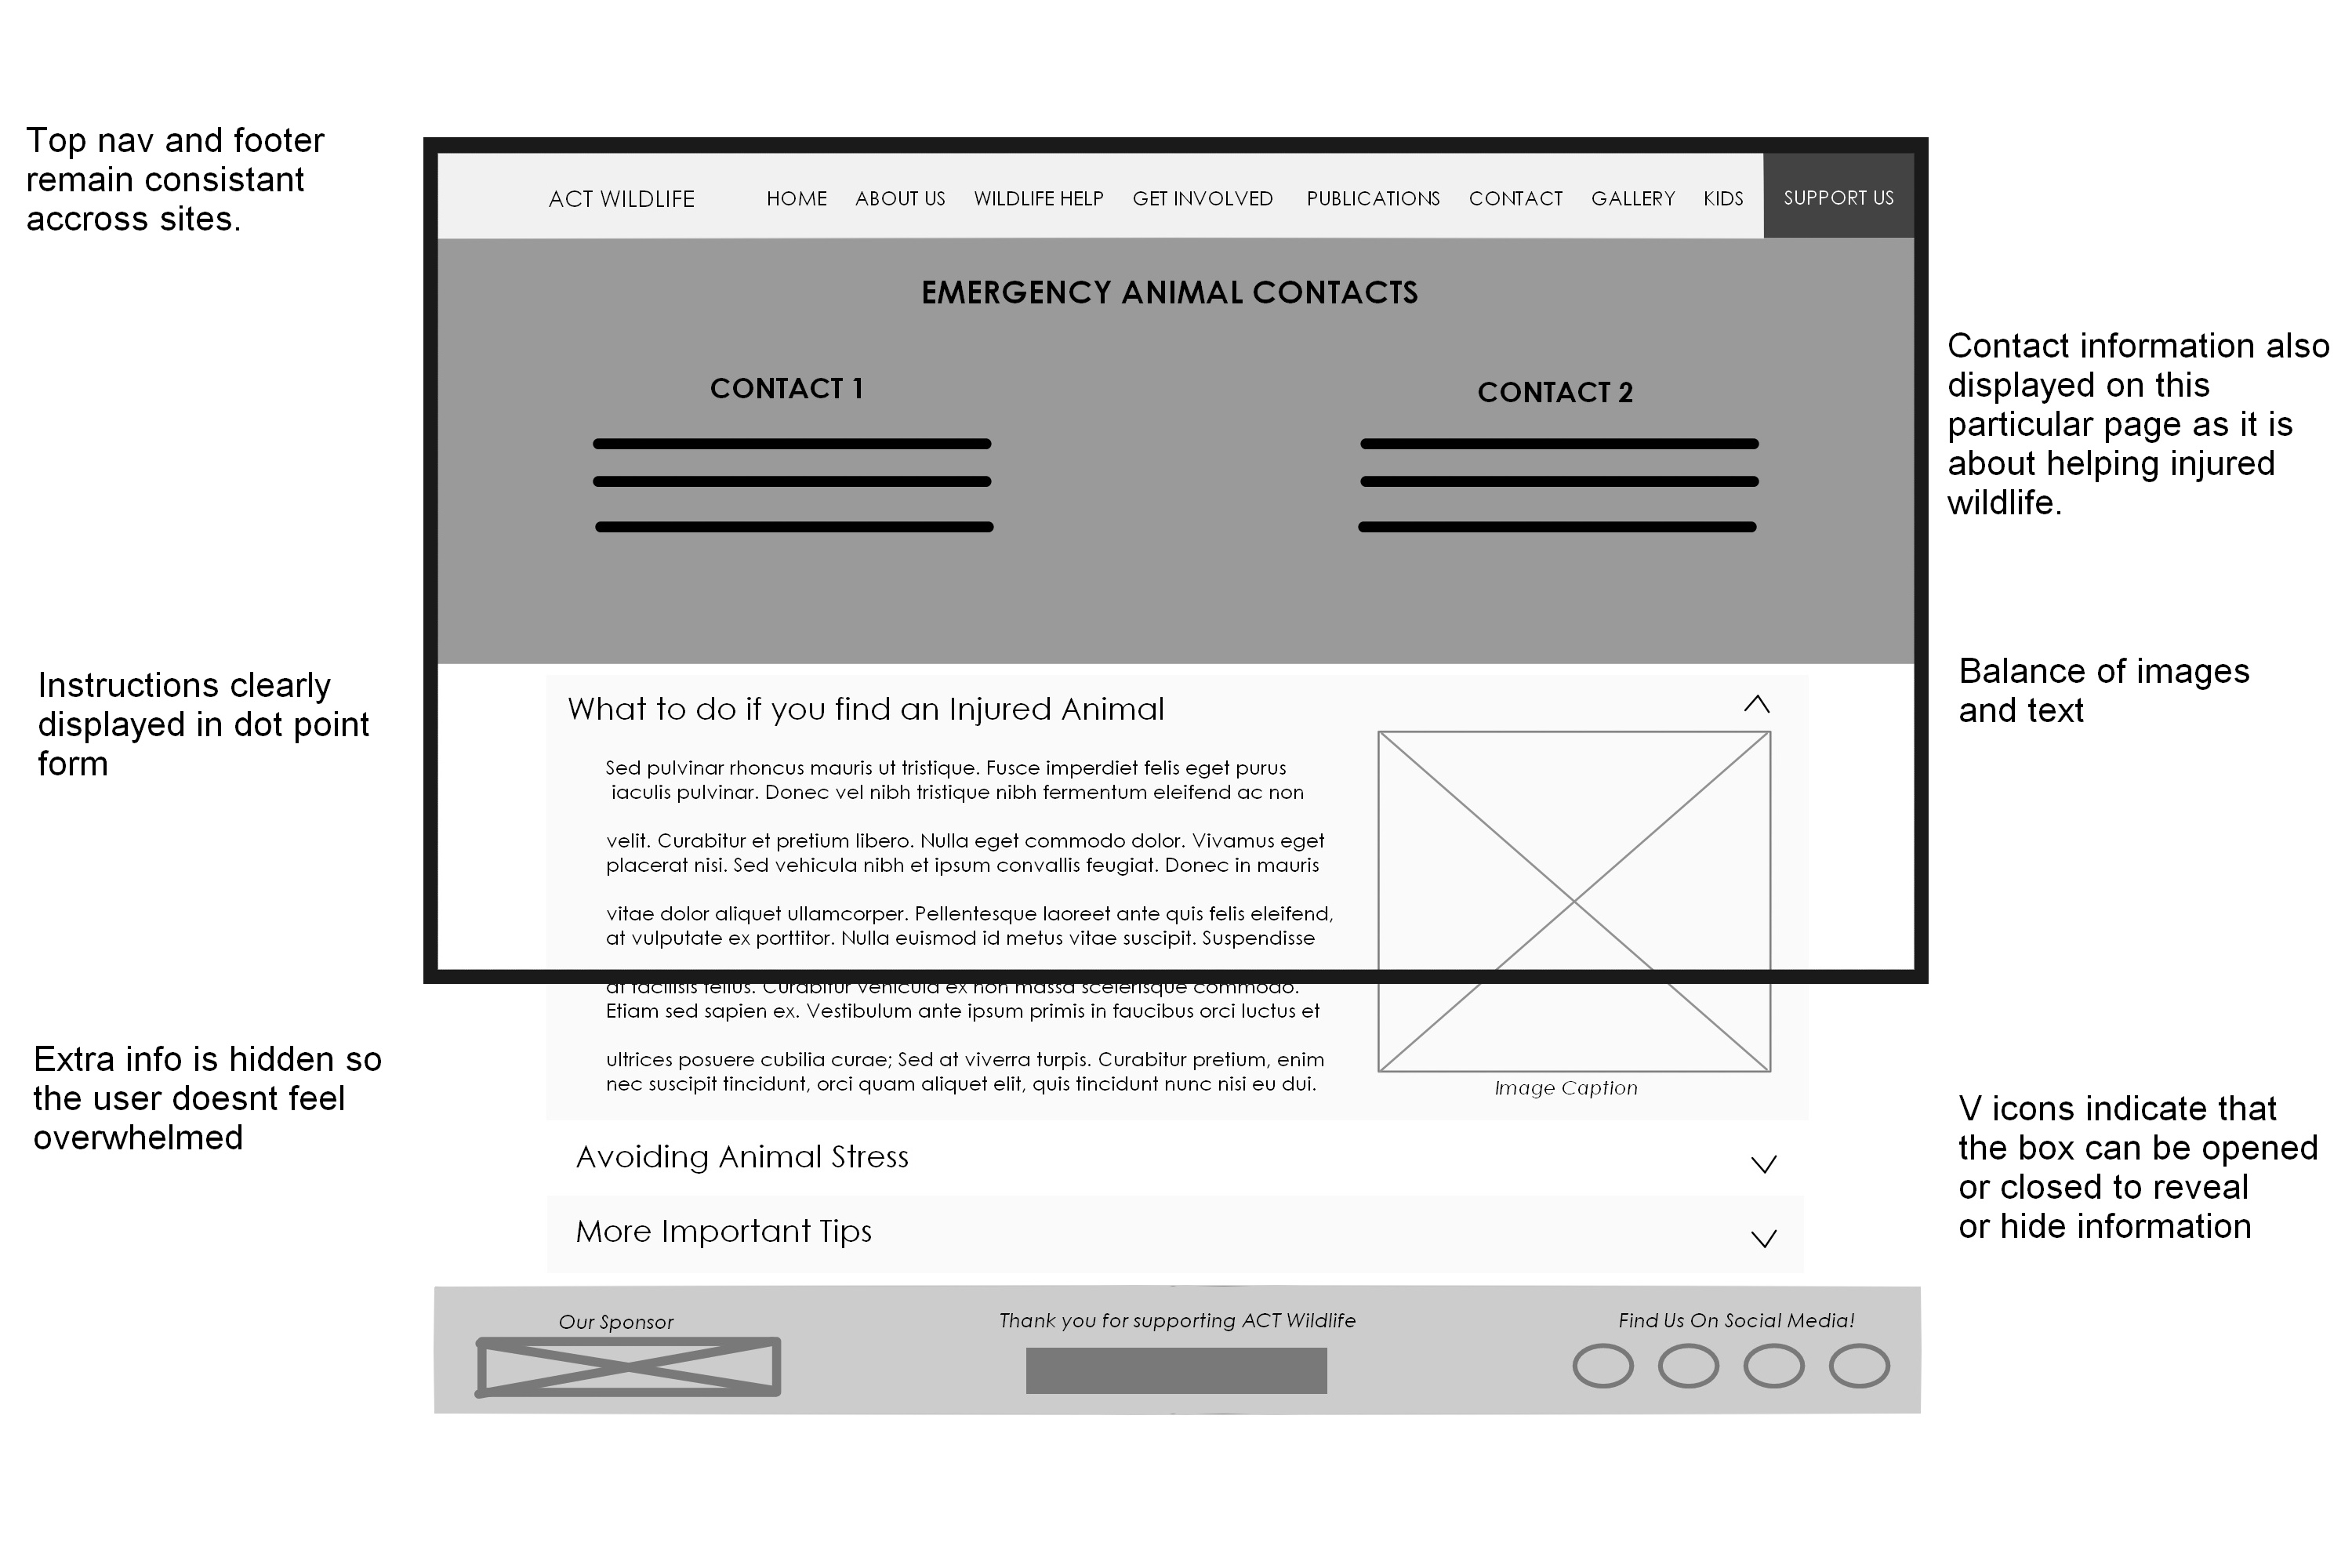 Top nav and footer
remain consistant
accross sites.
ACT WILDLIFE HOME ABOUT US WILDLIFE HELP GET INVOLVED PUBLICATIONS CONTACT GALLERY KIDS SUPPORT US
EMERGENCY ANIMAL CONTACTS
CONTACT 1
CONTACT 2
Contact information also
displayed on this
particular page as it is
about helping injured
wildlife.
Instructions clearly
displayed in dot point
form
Balance of images
and text
What to do if you find an Injured Animal
Sed pulvinar rhoncus mauris ut tristique. Fusce imperdiet felis eget purus
iaculis pulvinar. Donec vel nibh tristique nibh fermentum eleifend ac non
velit. Curabitur et pretium libero. Nulla eget commodo dolor. Vivamus eget
placerat nisi. Sed vehicula nibh et ipsum convallis feugiat. Donec in mauris
vitae dolor aliquet ullamcorper. Pellentesque laoreet ante quis felis eleifend,
at vulputate ex porttitor. Nulla euismod id metus vitae suscipit. Suspendisse
at facilisis tellus. Curabitur vehicula ex non massa scelerisque commodo.
Etiam sed sapien ex. Vestibulum ante ipsum primis in faucibus orci luctus et
ultrices posuere cubilia curae; Sed at viverra turpis. Curabitur pretium, enim
nec suscipit tincidunt, orci quam aliquet elit, quis tincidunt nunc nisi eu dui.
Image Caption
Extra info is hidden so
the user doesnt feel
overwhelmed
V icons indicate that
the box can be opened
or closed to reveal
or hide information
Avoiding Animal Stress
More Important Tips
Our Sponsor
Thank you for supporting ACT Wildlife
Find Us On Social Media!